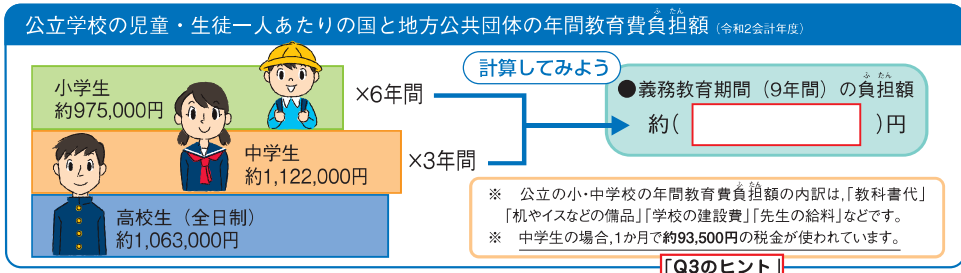 公立学校の児童・生徒一人あたりの国と地方公共団体の年間教育費負担額（令和2会計年度）
ふ たん
小学生
約975,000円
×6年間
中学生
約1,122,000円
×3年間
高校生（全日制）
約1,063,000円
計算してみよう
ふ たん
●義務教育期間（9年間）の負担額
約（　　　）円
ふ たん
※　公立の小・中学校の年間教育費負担額の内訳は，「教科書代」
「机やイスなどの備品」「学校の建設費」「先生の給料」などです。
※　中学生の場合，1か月で約93,500円の税金が使われています。
「Q3のヒント」